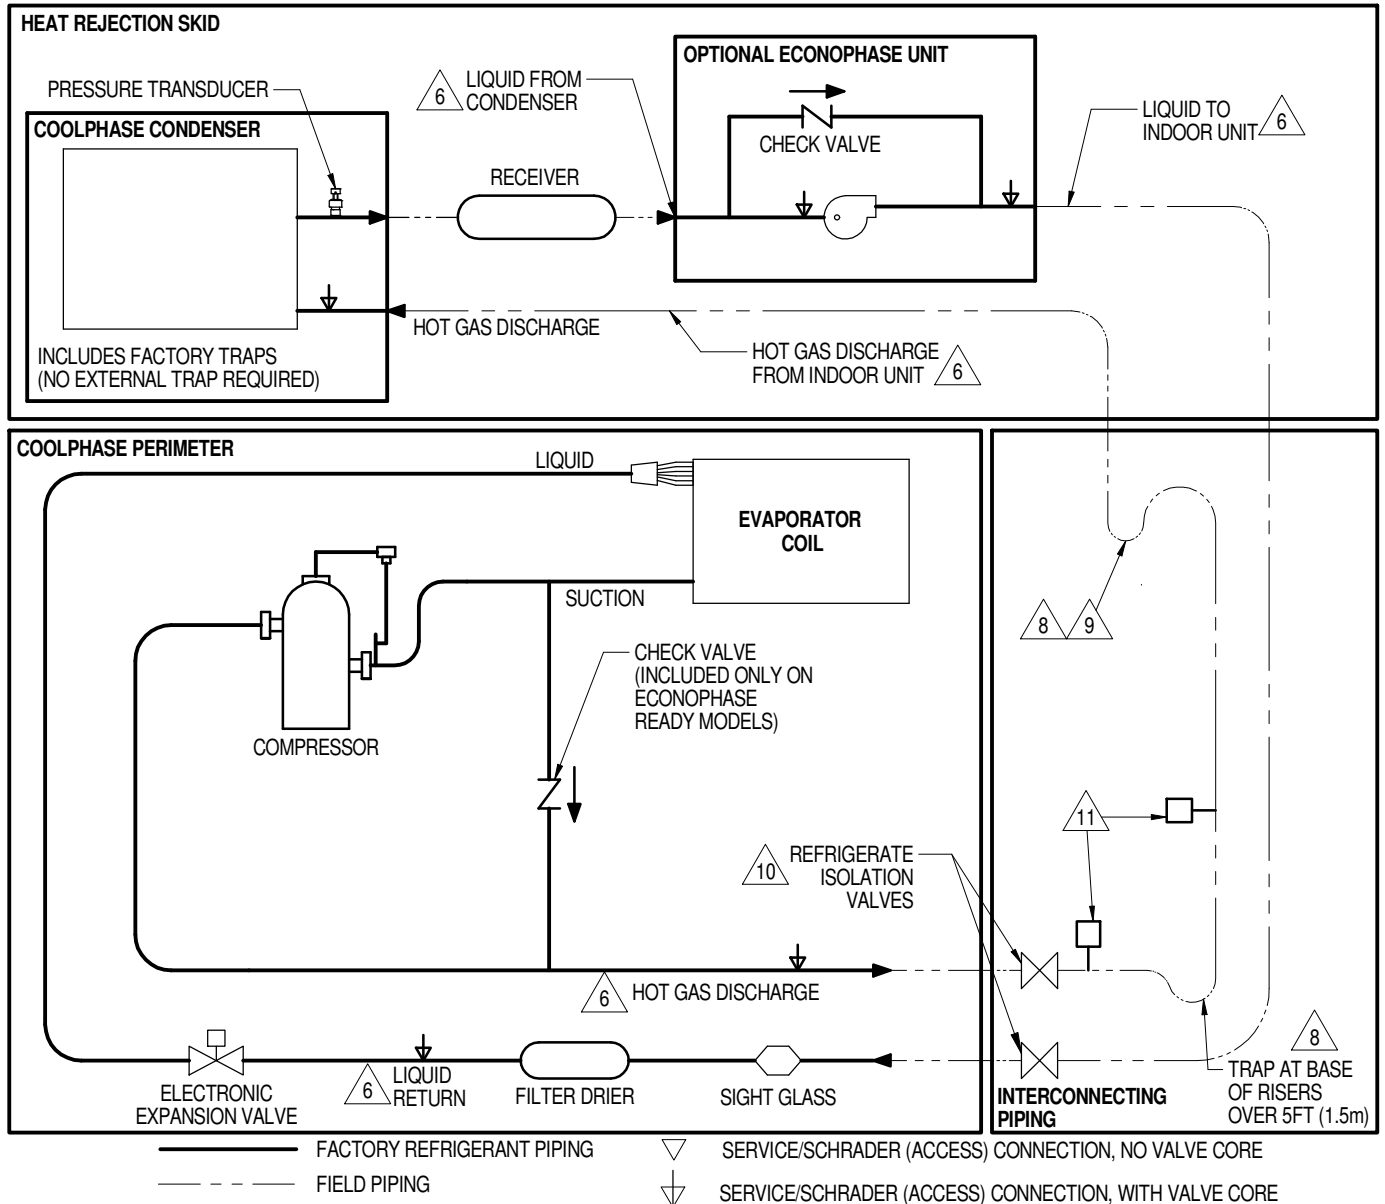 HEAT REJECTION SKID
PRESSURE TRANSDUCER
6
LIQUID FROM
CONDENSER
OPTIONAL ECONOPHASE UNIT
CHECK VALVE
LIQUID TO
INDOOR UNIT
6
COOLPHASE CONDENSER
RECEIVER
INCLUDES FACTORY TRAPS
(NO EXTERNAL TRAP REQUIRED)
HOT GAS DISCHARGE
HOT GAS DISCHARGE
FROM INDOOR UNIT
6
COOLPHASE PERIMETER
LIQUID
EVAPORATOR
COIL
SUCTION
COMPRESSOR
CHECK VALVE
(INCLUDED ONLY ON
ECONOPHASE
READY MODELS)
8
9
11
10
REFRIGERATE
ISOLATION
VALVES
6
HOT GAS DISCHARGE
ELECTRONIC
EXPANSION VALVE
6
LIQUID
RETURN
FILTER DRIER
SIGHT GLASS
INTERCONNECTING
PIPING
8
TRAP AT BASE
OF RISERS
OVER 5FT (1.5m)
FACTORY REFRIGERANT PIPING
FIELD PIPING
SERVICE/SCHRADER (ACCESS) CONNECTION, NO VALVE CORE
SERVICE/SCHRADER (ACCESS) CONNECTION, WITH VALVE CORE